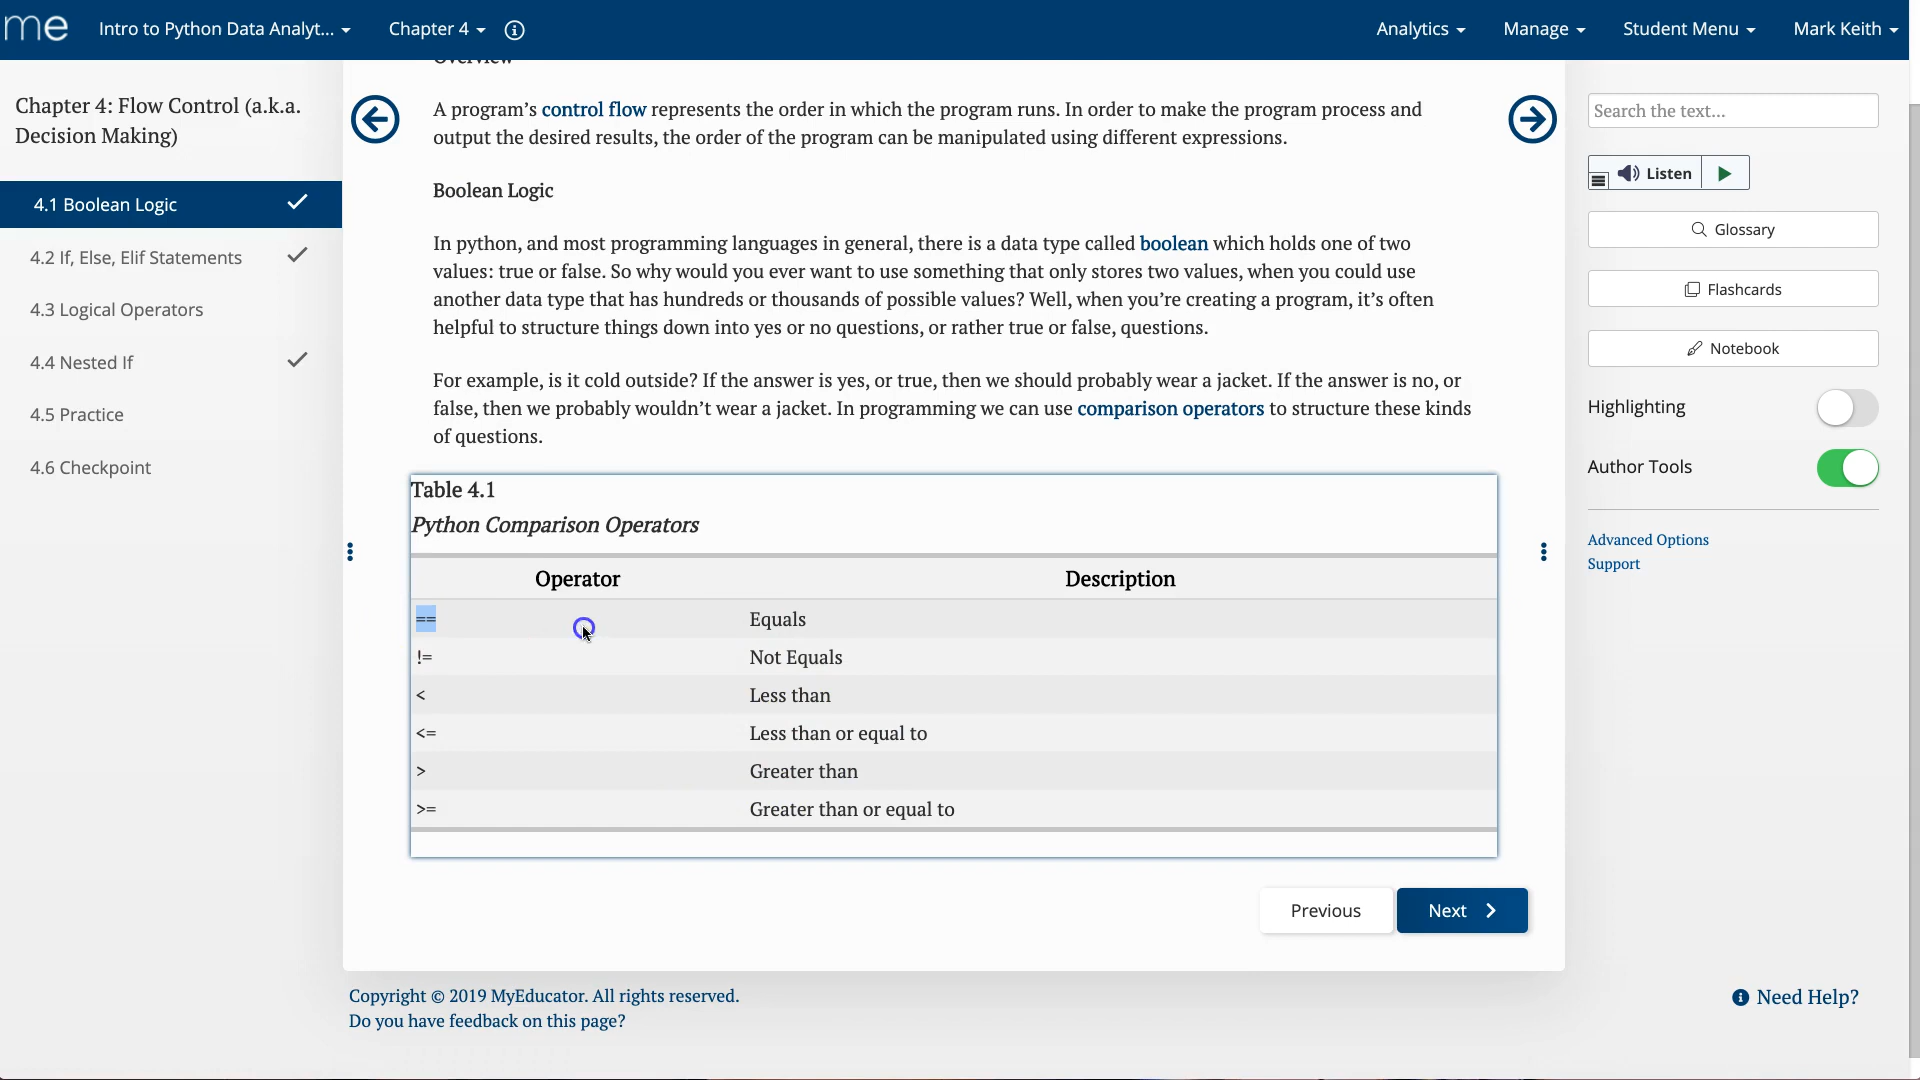 me Intro to Python Data Analyt... Chapter 4 Analytics Manage Student Menu Mark Keith
Chapter 4: Flow Control (a.k.a.
Decision Making)
4.1 Boolean Logic
4.2 If, Else, Elif Statements
4.3 Logical Operators
4.4 Nested If
4.5 Practice
4.6 Checkpoint
Overview
A program’s control flow represents the order in which the program runs. In order to make the program process and
output the desired results, the order of the program can be manipulated using different expressions.
Boolean Logic
In python, and most programming languages in general, there is a data type called boolean which holds one of two
values: true or false. So why would you ever want to use something that only stores two values, when you could use
another data type that has hundreds or thousands of possible values? Well, when you’re creating a program, it’s often
helpful to structure things down into yes or no questions, or rather true or false, questions.
For example, is it cold outside? If the answer is yes, or true, then we should probably wear a jacket. If the answer is no, or
false, then we probably wouldn’t wear a jacket. In programming we can use comparison operators to structure these kinds
of questions.
Table 4.1
Python Comparison Operators
Operator Description
== Equals
!= Not Equals
< Less than
<= Less than or equal to
> Greater than
>= Greater than or equal to
Previous Next
Copyright © 2019 MyEducator. All rights reserved.
Do you have feedback on this page?
Search the text...
Listen
Glossary
Flashcards
Notebook
Highlighting
Author Tools
Advanced Options
Support
Need Help?